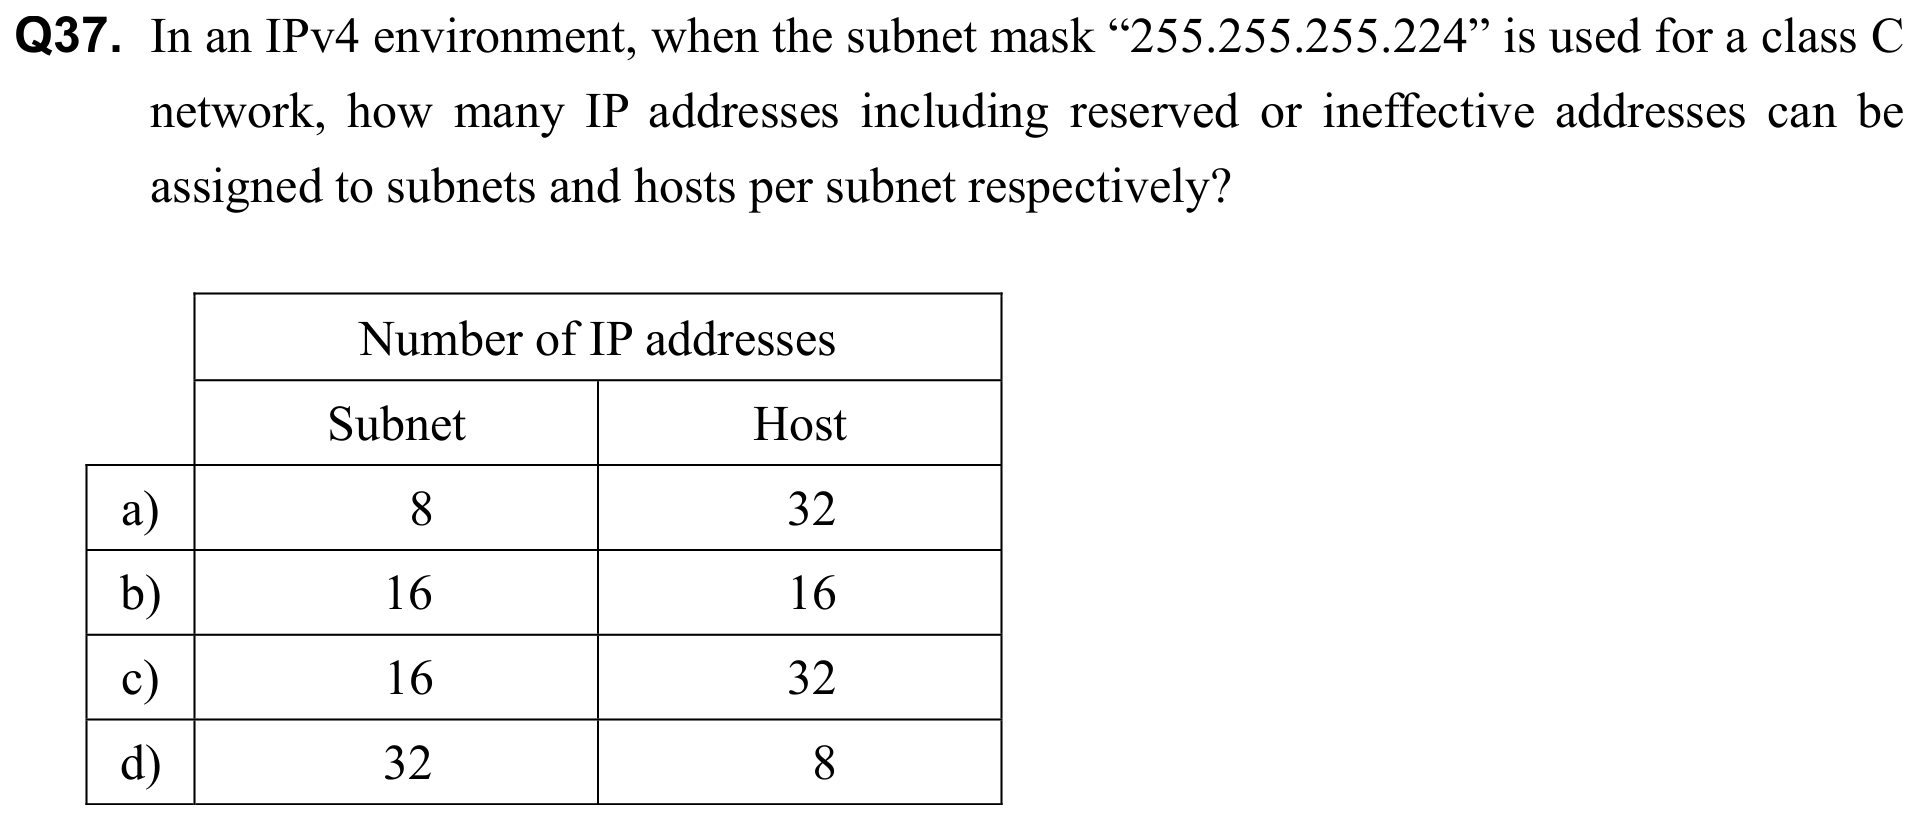 Q37. In an IPv4 environment, when the subnet mask “255.255.255.224” is used for a class C
network, how many IP addresses including reserved or ineffective addresses can be
assigned to subnets and hosts per subnet respectively?
Number of IP addresses
Subnet Host
a) 8 32
b) 16 16
c) 16 32
d) 32 8